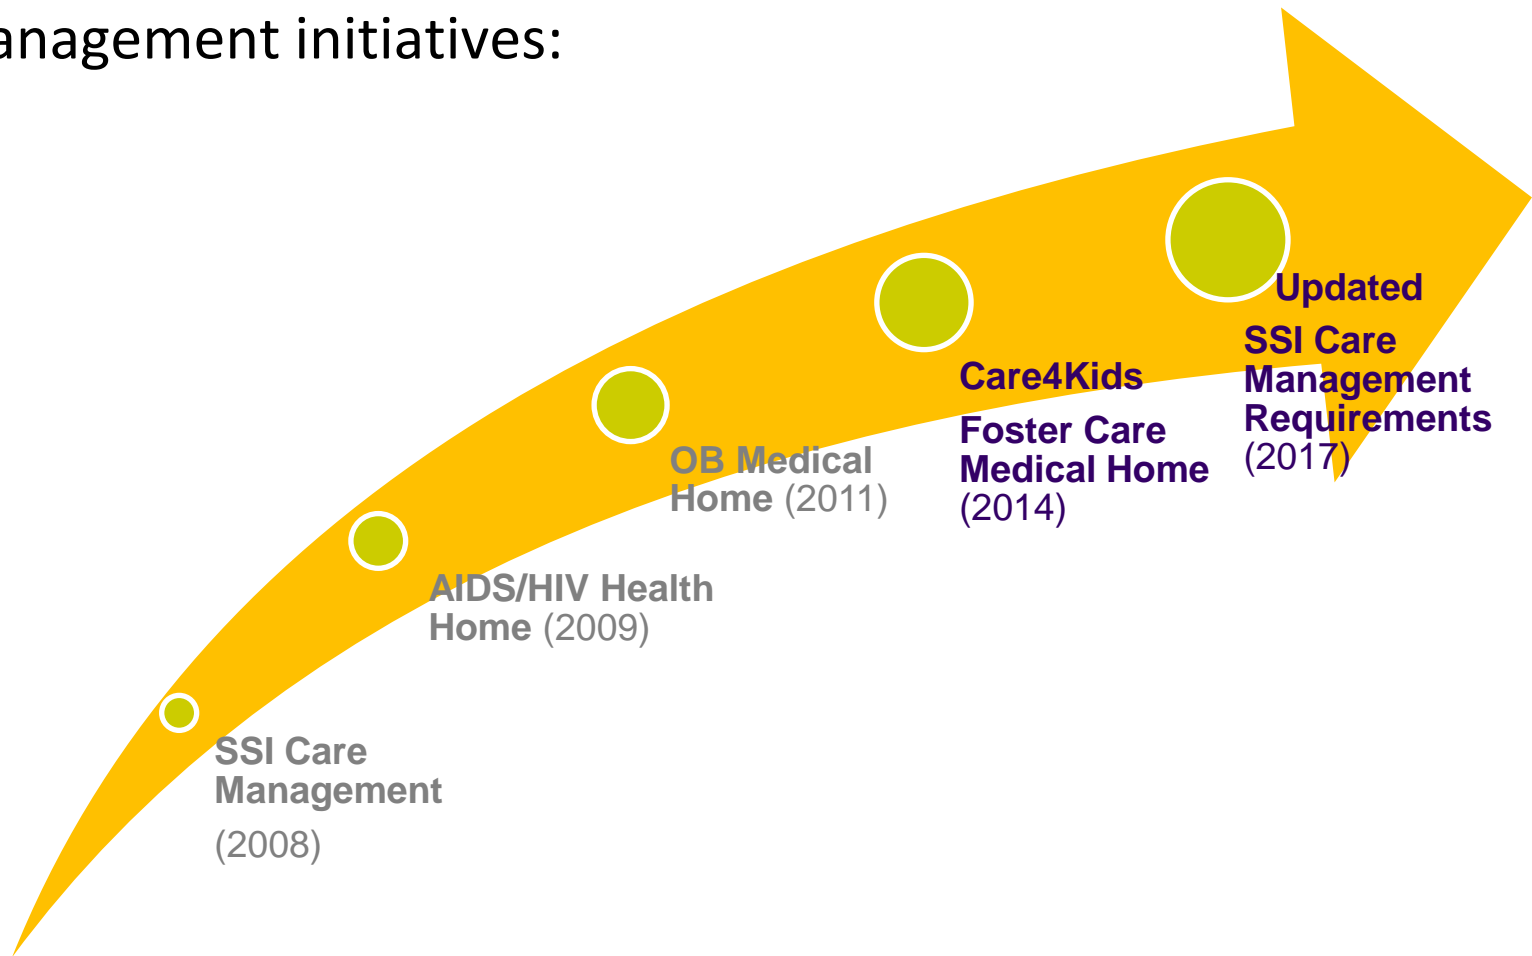 anagement initiatives:
SSI Care
Management
(2008)
AIDS/HIV Health
Home (2009)
OB Medical
Home (2011)
Care4Kids
Foster Care
Medical Home
(2014)
Updated
SSI Care
Management
Requirements
(2017)